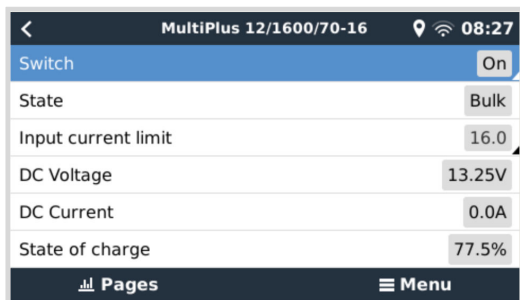 MultiPlus 12/1600/70-16 08:27
Switch On
State Bulk
Input current limit 16.0
DC Voltage 13.25V
DC Current 0.0A
State of charge 77.5%
Pages Menu